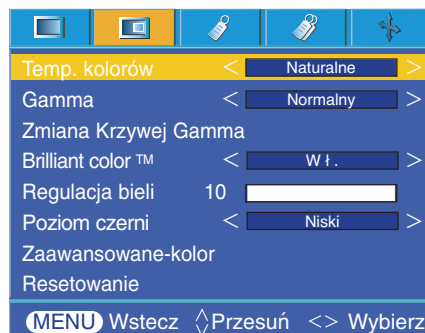 Temp. kolorów < Naturalne >
Gamma < Normalny >
Zmiana Krzywej Gamma
Brilliant color ™ < Wł. >
Regulacja bieli 10
Poziom czerni < Niski >
Zaawansowane-kolor
Resetowanie
MENU Wstecz Przesuń <> Wybierz